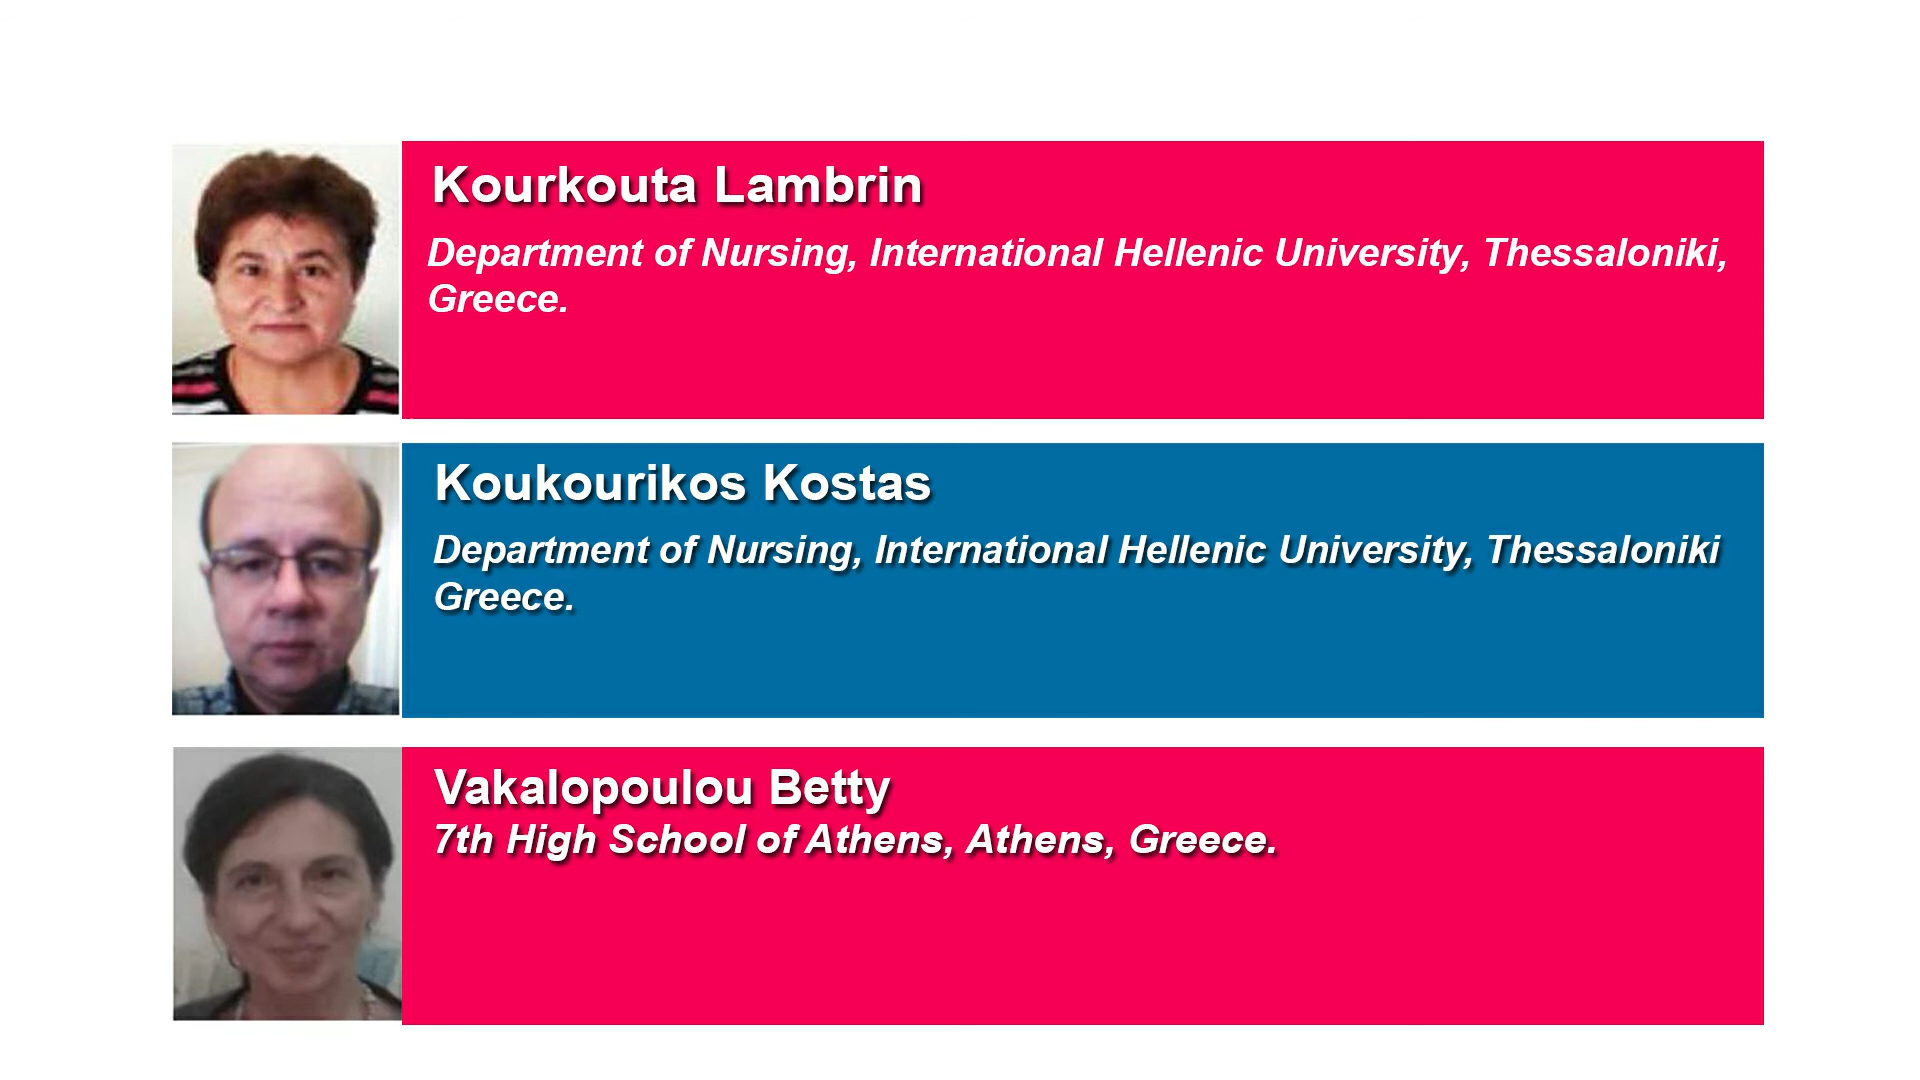 Kourkouta Lambrin
Department of Nursing, International Hellenic University, Thessaloniki,
Greece.
Koukourikos Kostas
Department of Nursing, International Hellenic University, Thessaloniki
Greece.
Vakalopoulou Betty
7th High School of Athens, Athens, Greece.